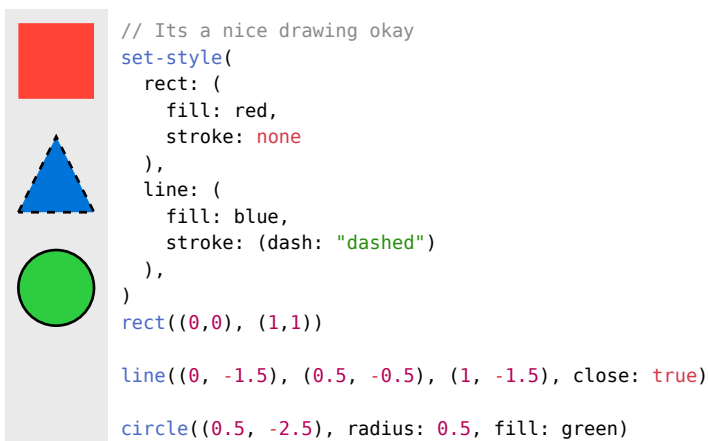 // Its a nice drawing okay
set-style(
  rect: (
    fill: red,
    stroke: none
  ),
  line: (
    fill: blue,
    stroke: (dash: "dashed")
  ),
)
rect((0,0), (1,1))
line((0, -1.5), (0.5, -0.5), (1, -1.5), close: true)
circle((0.5, -2.5), radius: 0.5, fill: green)